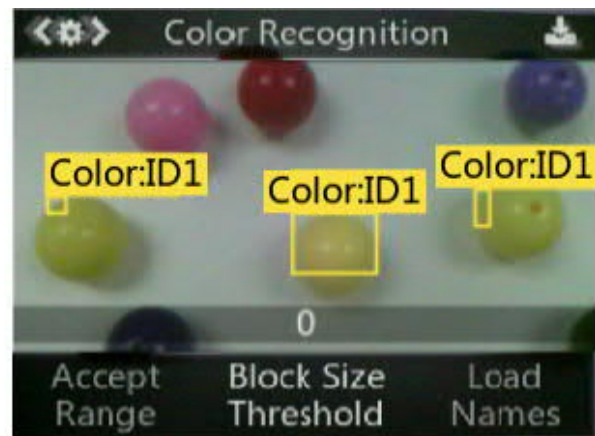 Color Recognition
Color:ID1
Color:ID1
Color:ID1
0
Accept Range
Block Size Threshold
Load Names